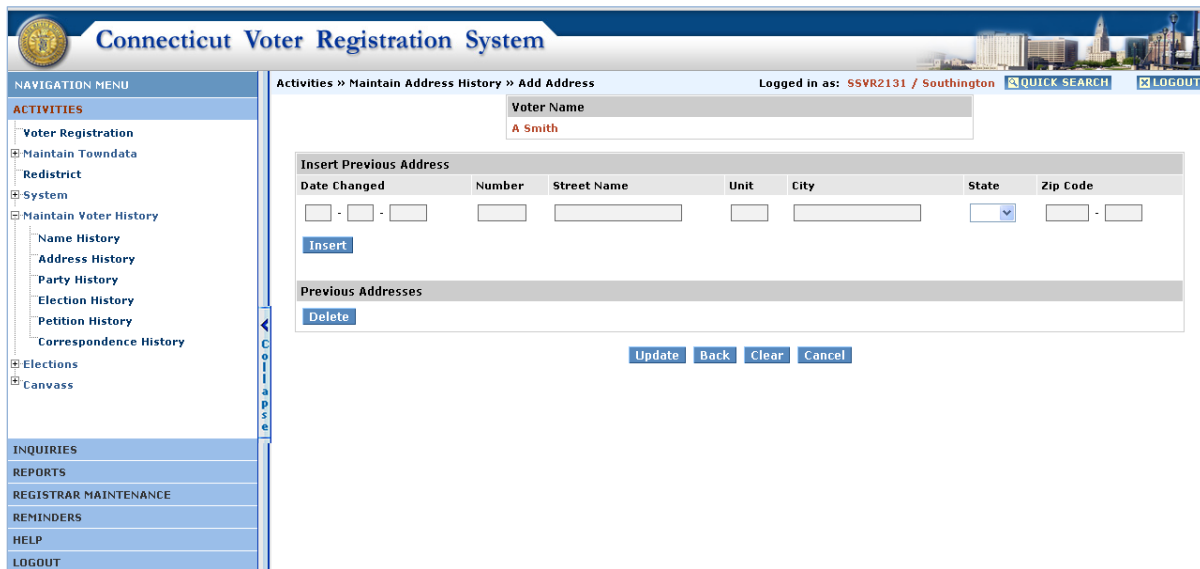 Connecticut Voter Registration System
NAVIGATION MENU
Activities » Maintain Address History » Add Address
Logged in as: SSVR2131 / Southington
QUICK SEARCH
LOGOUT
ACTIVITIES
Voter Registration
Maintain Towndata
Redistrict
System
Maintain Voter History
Name History
Address History
Party History
Election History
Petition History
Correspondence History
Elections
Canvass
INQUIRIES
REPORTS
REGISTRAR MAINTENANCE
REMINDERS
HELP
LOGOUT
Collapse
Voter Name
A Smith
Insert Previous Address
Date Changed Number Street Name Unit City State Zip Code
- - -
Insert
Previous Addresses
Delete
Update Back Clear Cancel